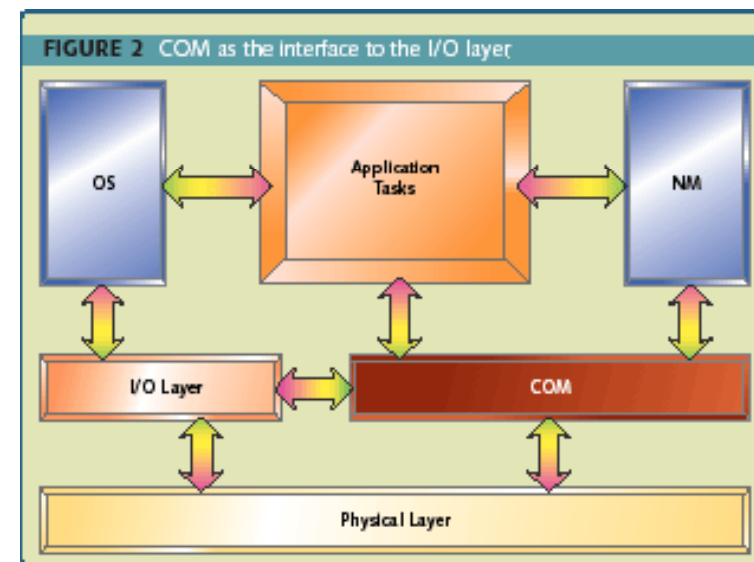 FIGURE 2 COM as the interface to the I/O layer
OS
Application
Tasks
NM
I/O Layer
COM
Physical Layer